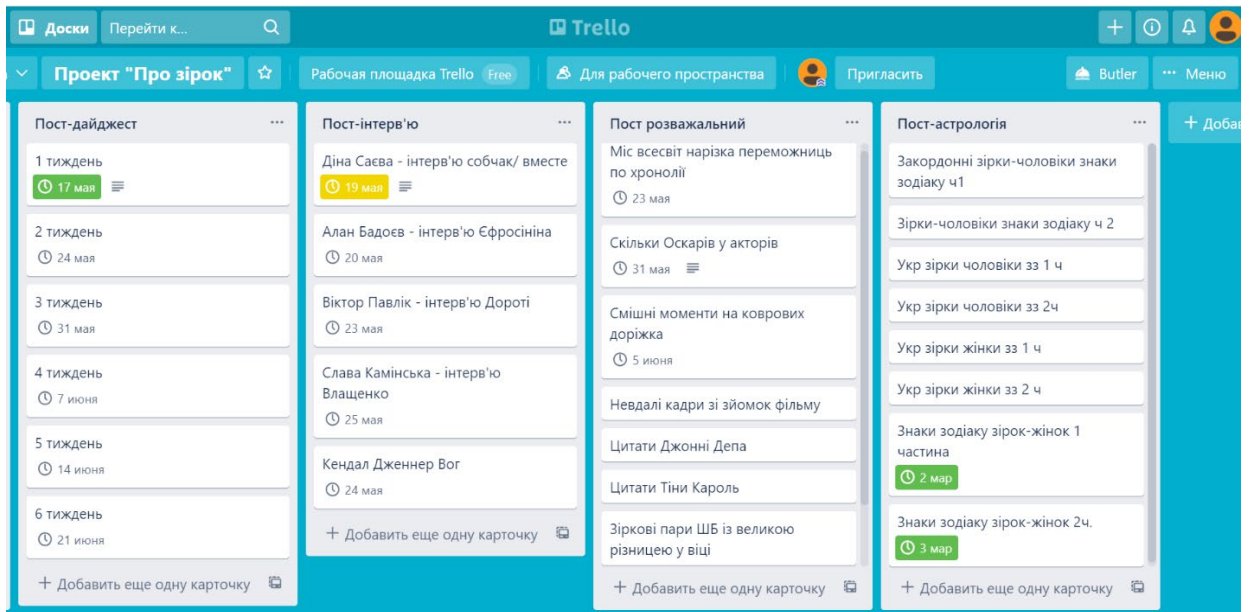 Доски
Перейти к...
Trello
Проект "Про зірок"
Рабочая площадка Trello
Free
Для рабочего пространства
Пригласить
Butler
··· Меню
Пост-дайджест
1 тиждень
17 мая
2 тиждень
24 мая
3 тиждень
31 мая
4 тиждень
7 июня
5 тиждень
14 июня
6 тиждень
21 июня
+ Добавить еще одну карточку
Пост-інтерв'ю
Діна Саєва - інтерв'ю собчак/ вместе
19 мая
Алан Бадоєв - інтерв'ю Єфросініна
20 мая
Віктор Павлік - інтерв'ю Дороті
23 мая
Слава Камінська - інтерв'ю
Влащенко
25 мая
Кендал Дженнер Вог
24 мая
+ Добавить еще одну карточку
Пост розважальний
Міс всесвіт нарізка переможниць
по хронолії
23 мая
Скільки Оскарів у акторів
31 мая
Смішні моменти на коврових
доріжка
5 июня
Невдалі кадри зі зйомок фільму
Цитати Джонні Депа
Цитати Тіни Кароль
Зіркові пари ШБ із великою
різницею у віці
+ Добавить еще одну карточку
Пост-астрологія
Закордонні зірки-чоловіки знаки
зодіаку ч1
Зірки-чоловіки знаки зодіаку ч 2
Укр зірки чоловіки зз 1 ч
Укр зірки чоловіки зз 2ч
Укр зірки жінки зз 1 ч
Укр зірки жінки зз 2 ч
Знаки зодіаку зірок-жінок 1
частина
2 мар
Знаки зодіаку зірок-жінок 2ч.
3 мар
+ Добавить еще одну карточку